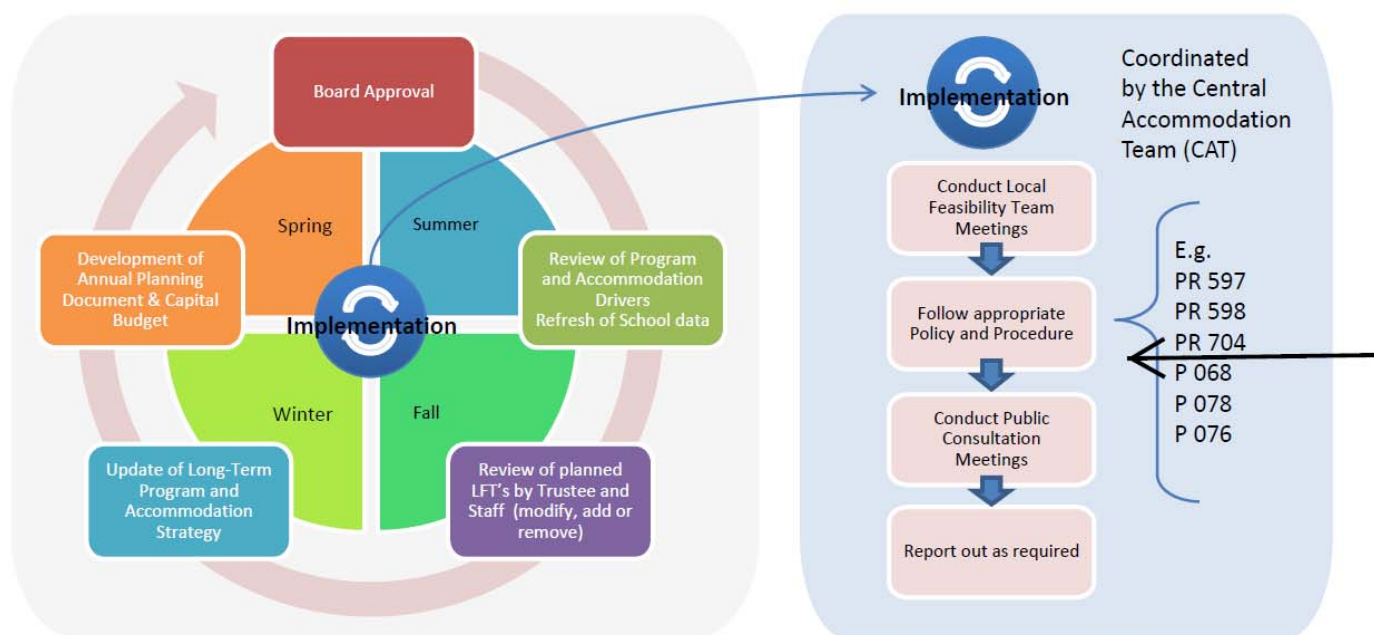 Board Approval
Spring
Summer
Development of
Annual Planning
Document & Capital
Budget
Review of Program
and Accommodation
Drivers
Refresh of School data
Implementation
Winter
Fall
Update of Long-Term
Program and
Accommodation
Strategy
Review of planned
LFT's by Trustee and
Staff (modify, add or
remove)
Implementation
Coordinated
by the Central
Accommodation
Team (CAT)
Conduct Local
Feasibility Team
Meetings
Follow appropriate
Policy and Procedure
Conduct Public
Consultation
Meetings
Report out as required
E.g.
PR 597
PR 598
PR 704
P 068
P 078
P 076